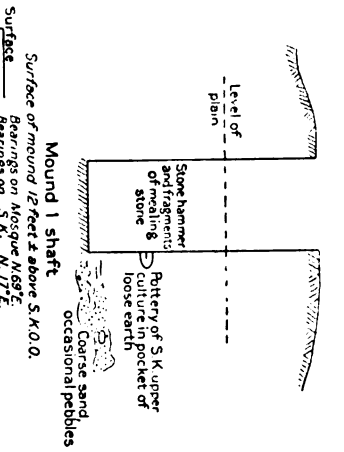 Level of
plain
Stone hammer
and fragments
of mealing
stone
Pottery of S K upper
culture in pocket of
loose earth
Coarse sand
occasional pebbles
Mound 1 shaft
Surface of mound 12 feet ± above S.K.O.O.
Bearings on Mosque N.69°E.
Bearings on S.K. N.17°E.
Surface